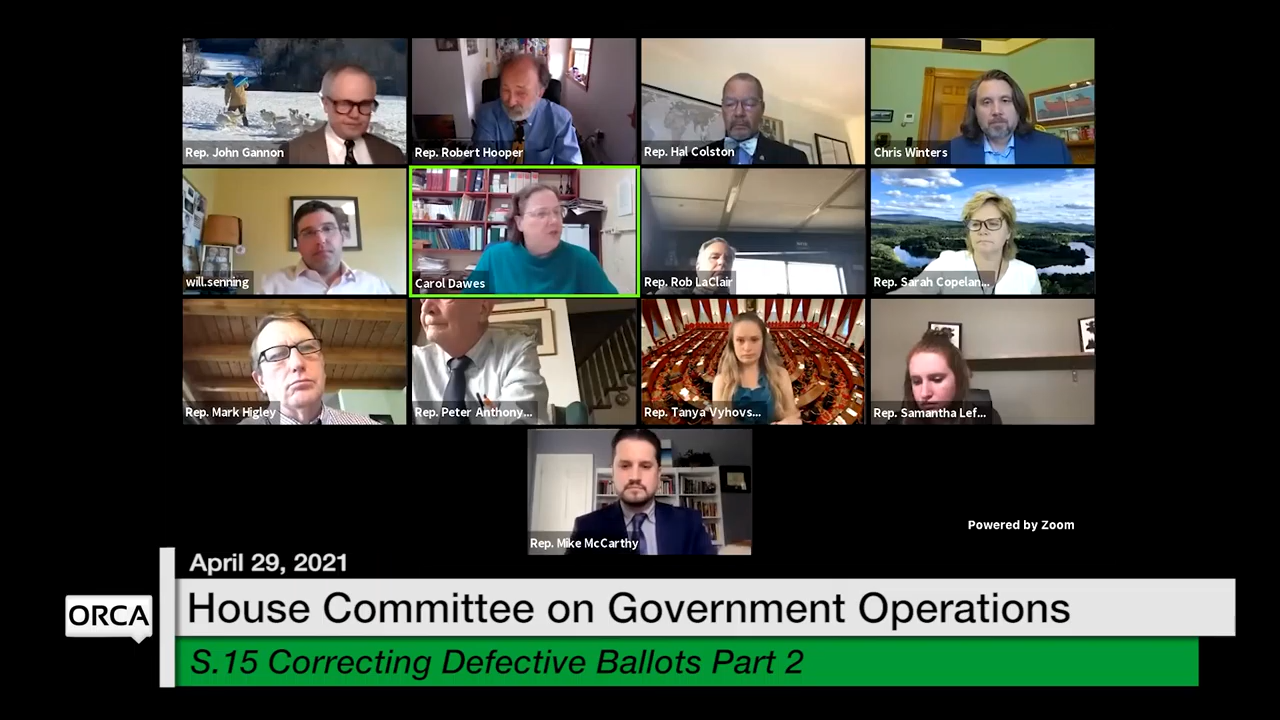 Rep. John Gannon
Rep. Robert Hooper
Rep. Hal Colston
Chris Winters
will.senning
Carol Dawes
Rep. Rob LaClair
Rep. Sarah Copelan...
Rep. Mark Higley
Rep. Peter Anthony...
Rep. Tanya Vyhovs...
Rep. Samantha Lef...
Rep. Mike McCarthy
Powered by Zoom
April 29, 2021
ORCA
House Committee on Government Operations
S.15 Correcting Defective Ballots Part 2